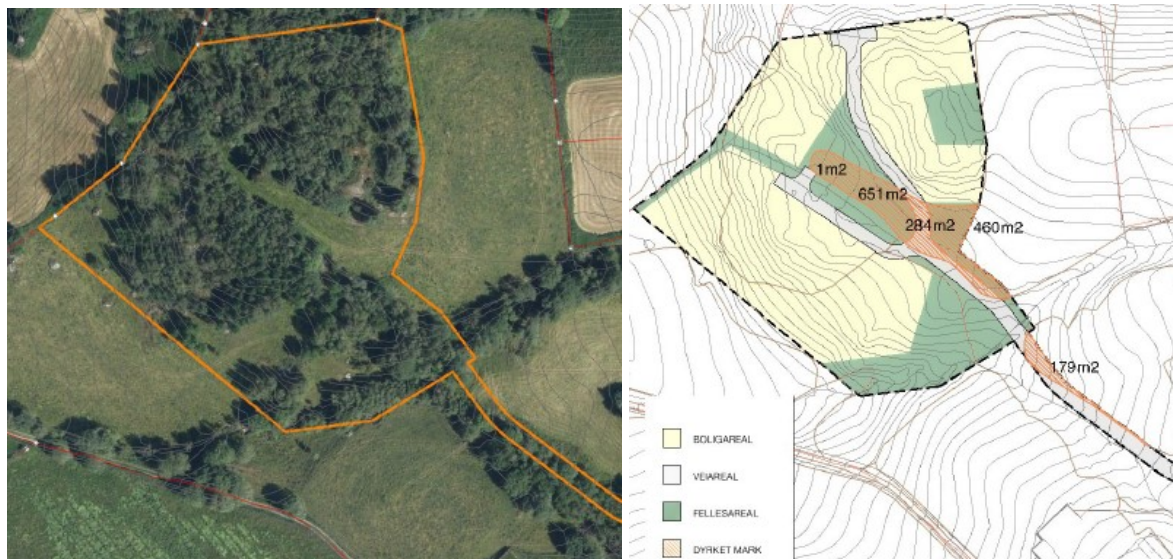 1m2
651m2
284m2
460m2
179m2
BOLIGAREAL
VEIAREAL
FELLESAREAL
DYRKET MARK